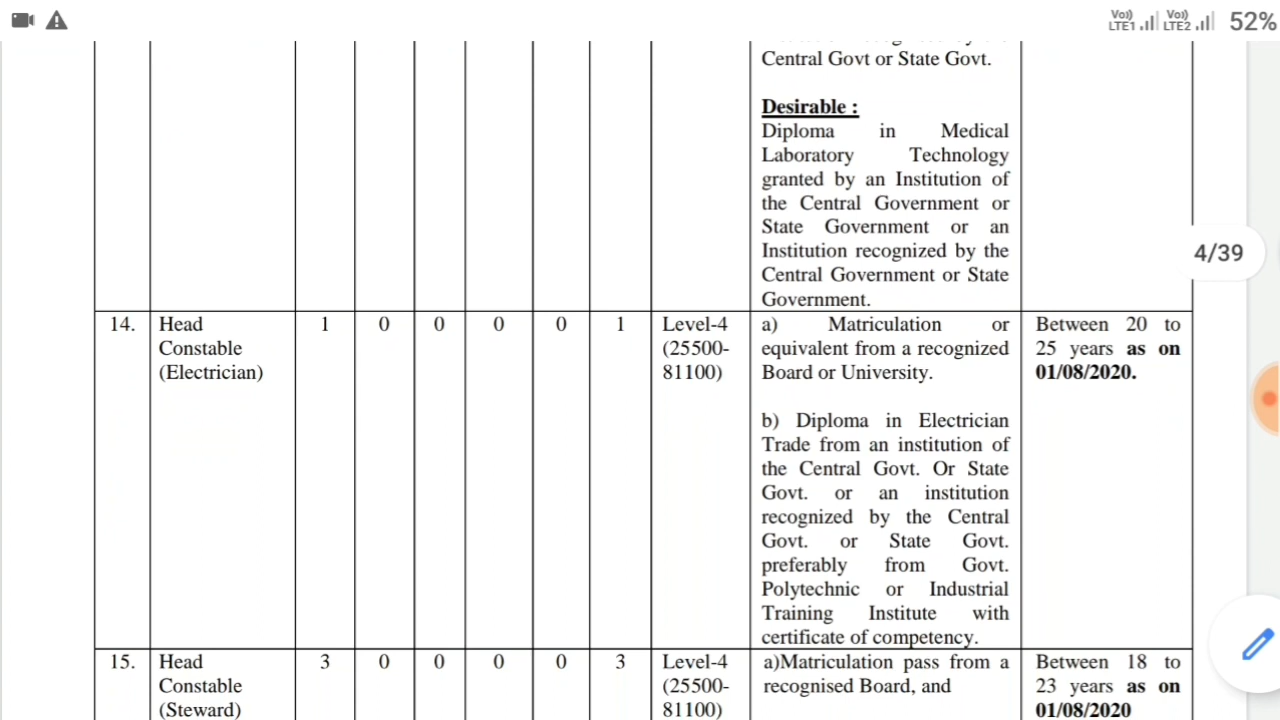 Vo)) LTE1 Vo)) LTE2 52%
Central Govt or State Govt.
Desirable :
Diploma in Medical
Laboratory Technology
granted by an Institution of
the Central Government or
State Government or an
Institution recognized by the
Central Government or State
Government.
4/39
14. Head 1 0 0 0 0 1 Level-4 a) Matriculation or Between 20 to
Constable (25500- equivalent from a recognized 25 years as on
(Electrician) 81100) Board or University. 01/08/2020.
b) Diploma in Electrician
Trade from an institution of
the Central Govt. Or State
Govt. or an institution
recognized by the Central
Govt. or State Govt.
preferably from Govt.
Polytechnic or Industrial
Training Institute with
certificate of competency.
15. Head 3 0 0 0 0 3 Level-4 a)Matriculation pass from a Between 18 to
Constable (25500- recognised Board, and 23 years as on
(Steward) 81100) 01/08/2020